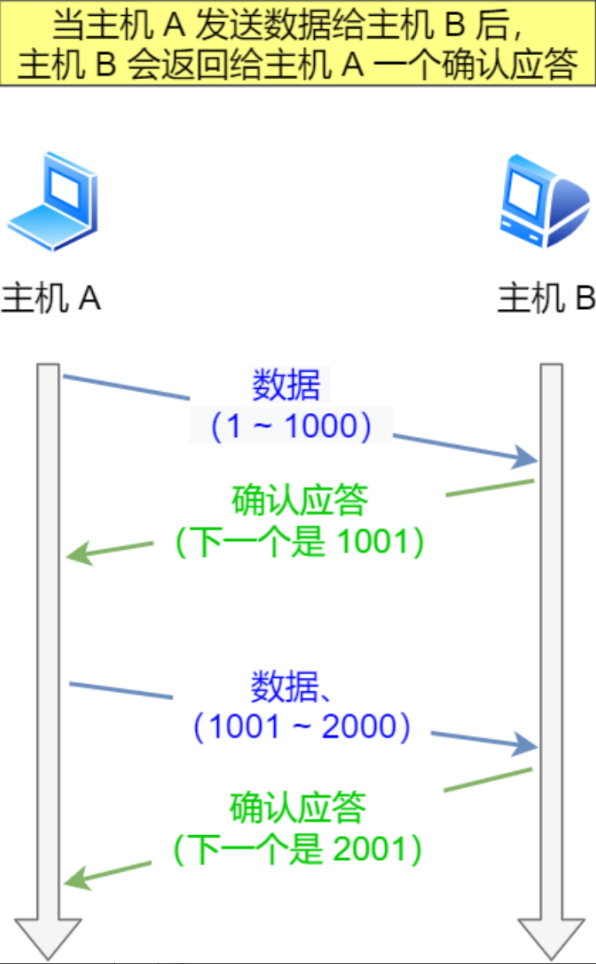 当主机 A 发送数据给主机 B 后，
主机 B 会返回给主机 A 一个确认应答
主机 A
主机 B
数据
（1 ~ 1000）
确认应答
（下一个是 1001）
数据、
（1001 ~ 2000）
确认应答
（下一个是 2001）